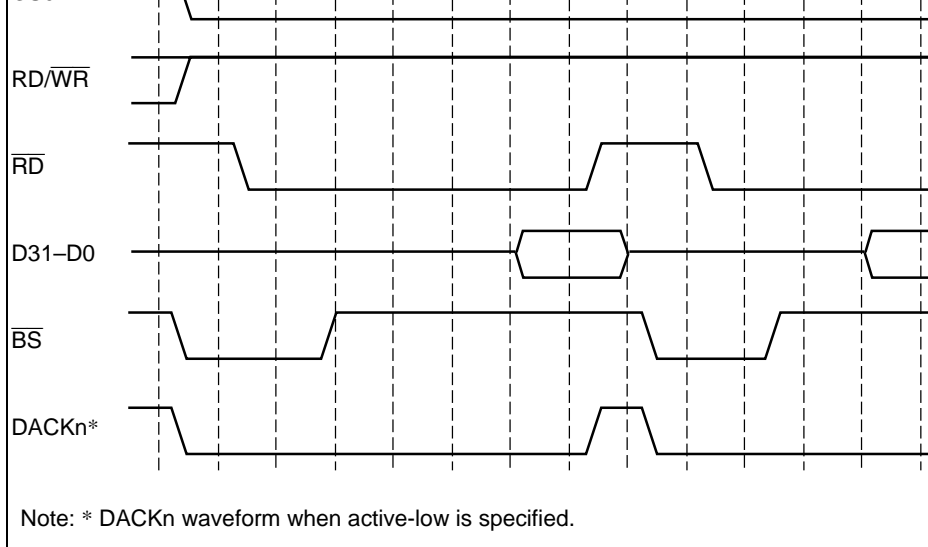 RD/WR
RD
D31–D0
BS
DACKn*
Note: * DACKn waveform when active-low is specified.